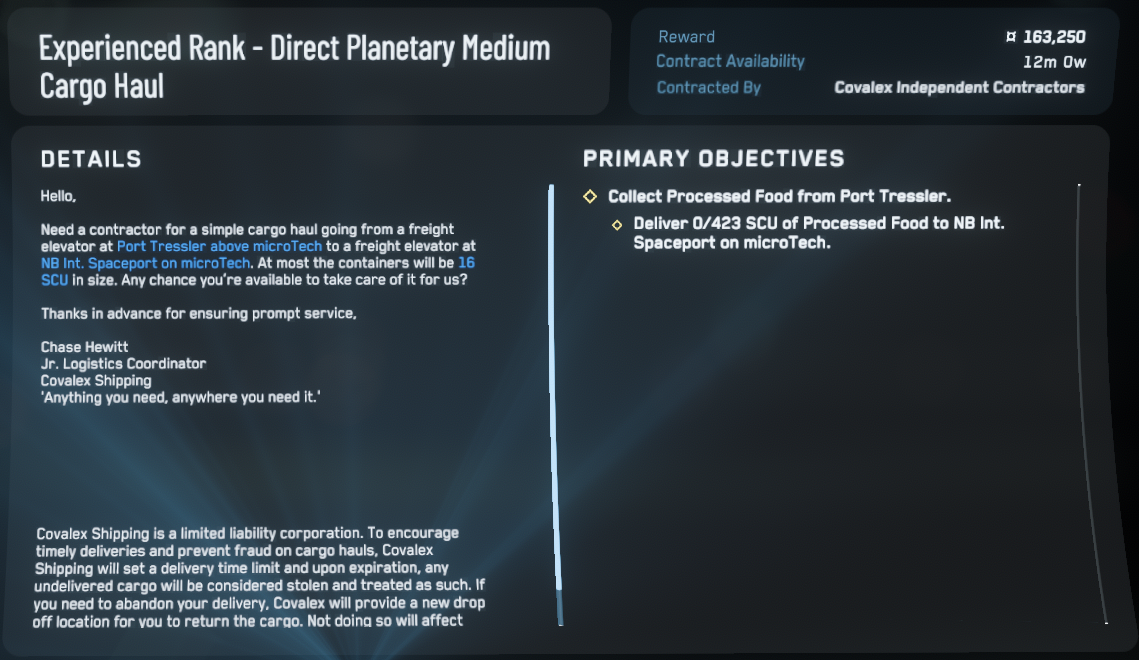 Experienced Rank - Direct Planetary Medium
Cargo Haul
Reward ¤ 163,250
Contract Availability 12m 0w
Contracted By Covalex Independent Contractors
DETAILS
Hello,
Need a contractor for a simple cargo haul going from a freight
elevator at Port Tressler above microTech to a freight elevator at
NB Int. Spaceport on microTech. At most the containers will be 16
SCU in size. Any chance you're available to take care of it for us?
Thanks in advance for ensuring prompt service,
Chase Hewitt
Jr. Logistics Coordinator
Covalex Shipping
'Anything you need, anywhere you need it.'
Covalex Shipping is a limited liability corporation. To encourage
timely deliveries and prevent fraud on cargo hauls, Covalex
Shipping will set a delivery time limit and upon expiration, any
undelivered cargo will be considered stolen and treated as such. If
you need to abandon your delivery, Covalex will provide a new drop
off location for you to return the cargo. Not doing so will affect
PRIMARY OBJECTIVES
Collect Processed Food from Port Tressler.
Deliver 0/423 SCU of Processed Food to NB Int.
Spaceport on microTech.